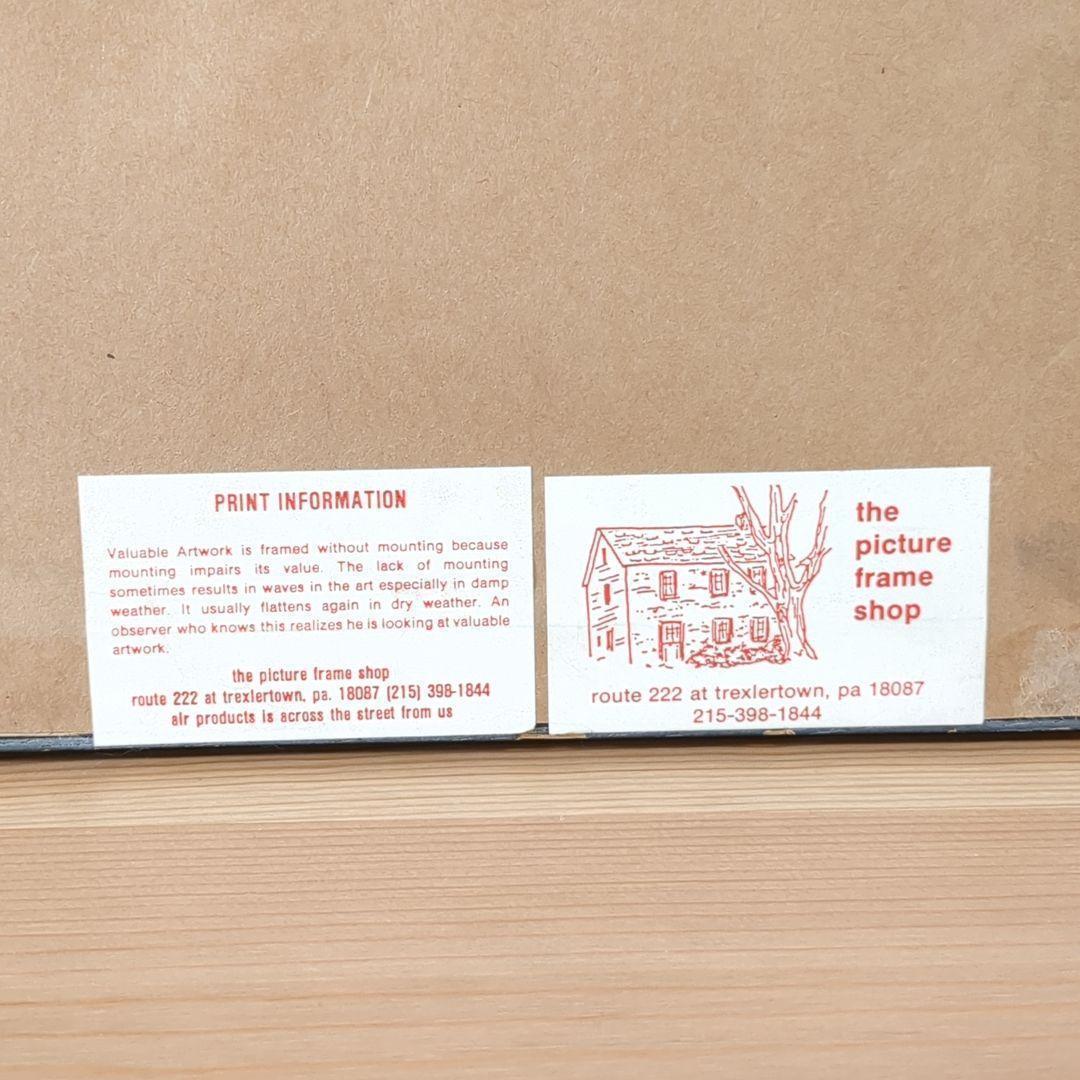 PRINT INFORMATION
Valuable Artwork is framed without mounting because
mounting impairs its value. The lack of mounting
sometimes results in waves in the art especially in damp
weather. It usually flattens again in dry weather. An
observer who knows this realizes he is looking at valuable
artwork.
the picture frame shop
route 222 at trexlertown, pa. 18087 (215) 398-1844
air products is across the street from us
the
picture
frame
shop
route 222 at trexlertown, pa 18087
215-398-1844